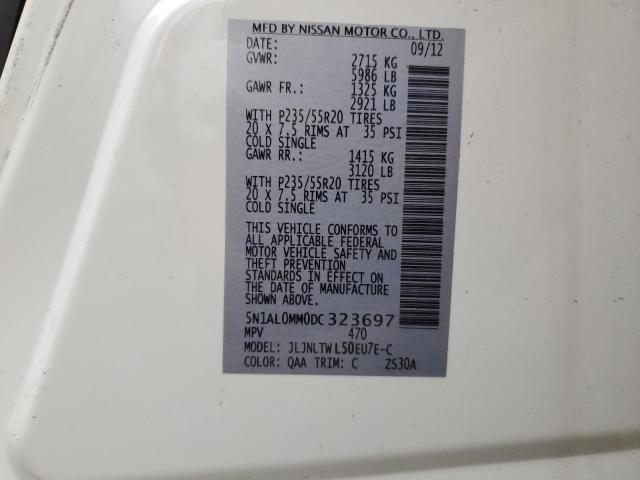 MFD BY NISSAN MOTOR CO., LTD.
DATE: 09/12
GVWR: 2715 KG
5986 LB
GAWR FR.: 1325 KG
2921 LB
WITH P235/55R20 TIRES
20 X 7.5 RIMS AT 35 PSI
COLD SINGLE
GAWR RR.: 1415 KG
3120 LB
WITH P235/55R20 TIRES
20 X 7.5 RIMS AT 35 PSI
COLD SINGLE
THIS VEHICLE CONFORMS TO
ALL APPLICABLE FEDERAL
MOTOR VEHICLE SAFETY AND
THEFT PREVENTION
STANDARDS IN EFFECT ON
THE DATE OF MANUFACTURE
SHOWN ABOVE.
5N1AL0MM0DC323697
MPV 470
MODEL: JLJNLTWL50EU7E-C
COLOR: QAA TRIM: C ZS30A